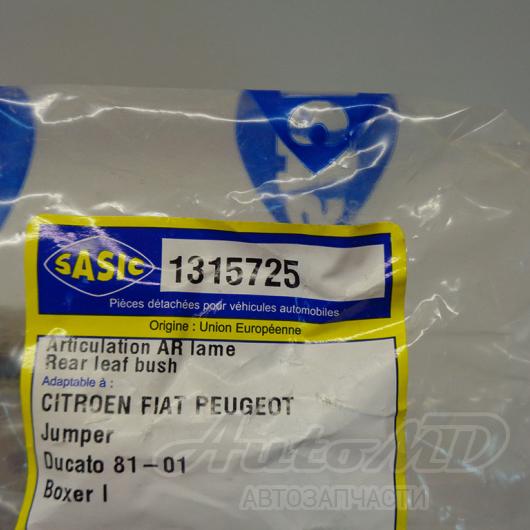 SASIC
1315725
Pièces détachées pour véhicules automobiles
Origine : Union Européenne
Articulation AR lame
Rear leaf bush
Adaptable à :
CITROEN FIAT PEUGEOT
Jumper
Ducato 81-01
Boxer I
AutoMD
АВТОЗАПЧАСТИ